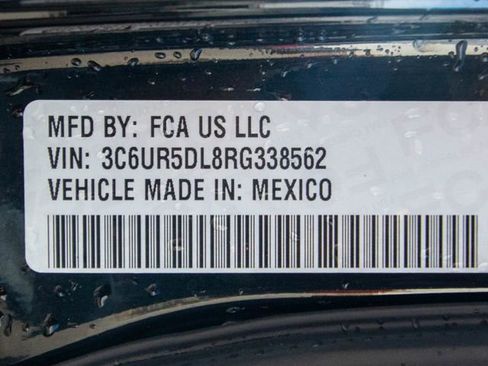 MFD BY: FCA US LLC
VIN: 3C6UR5DL8RG338562
VEHICLE MADE IN: MEXICO